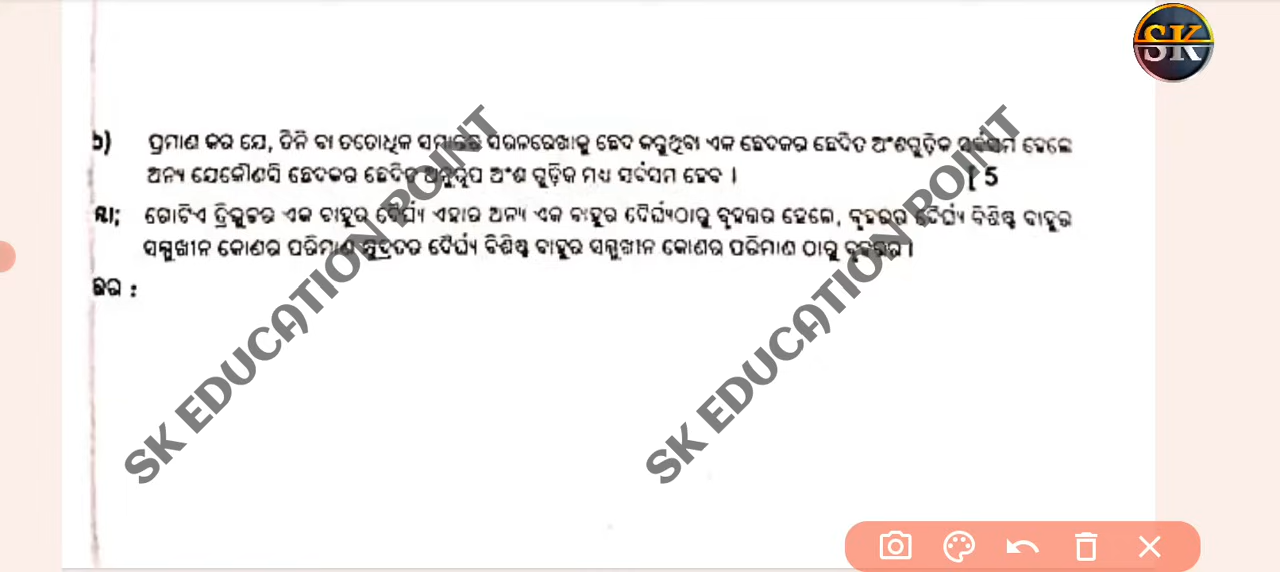 SK
b) ପ୍ରମାଣ କର ଯେ, ତିନି ବା ତତୋଧିକ ସମାନ୍ତର ସରଳରେଖାକୁ ଛେଦ କରୁଥିବା ଏକ ଛେଦକର ଛେଦିତ ଅଂଶଗୁଡ଼ିକ ସର୍ବସମ ହେଲେ
ଅନ୍ୟ ଯେକୌଣସି ଛେଦକର ଛେଦିତ ଅନୁରୂପ ଅଂଶ ଗୁଡ଼ିକ ମଧ୍ୟ ସର୍ବସମ ହେବ । [ 5
ଗୋଟିଏ ତ୍ରିଭୁଜର ଏକ ବାହୁର ଦୈର୍ଘ୍ୟ ଏହାର ଅନ୍ୟ ଏକ ବାହୁର ଦୈର୍ଘ୍ୟଠାରୁ ବୃହତ୍ତର ହେଲେ, ବୃହତ୍ତର ଦୈର୍ଘ୍ୟ ବିଶିଷ୍ଟ ବାହୁର
ସମ୍ମୁଖୀନ କୋଣର ପରିମାଣ କ୍ଷୁଦ୍ରତର ଦୈର୍ଘ୍ୟ ବିଶିଷ୍ଟ ବାହୁର ସମ୍ମୁଖୀନ କୋଣର ପରିମାଣ ଠାରୁ ବୃହତ୍ତର ।
SK EDUCATION POINT
SK EDUCATION POINT